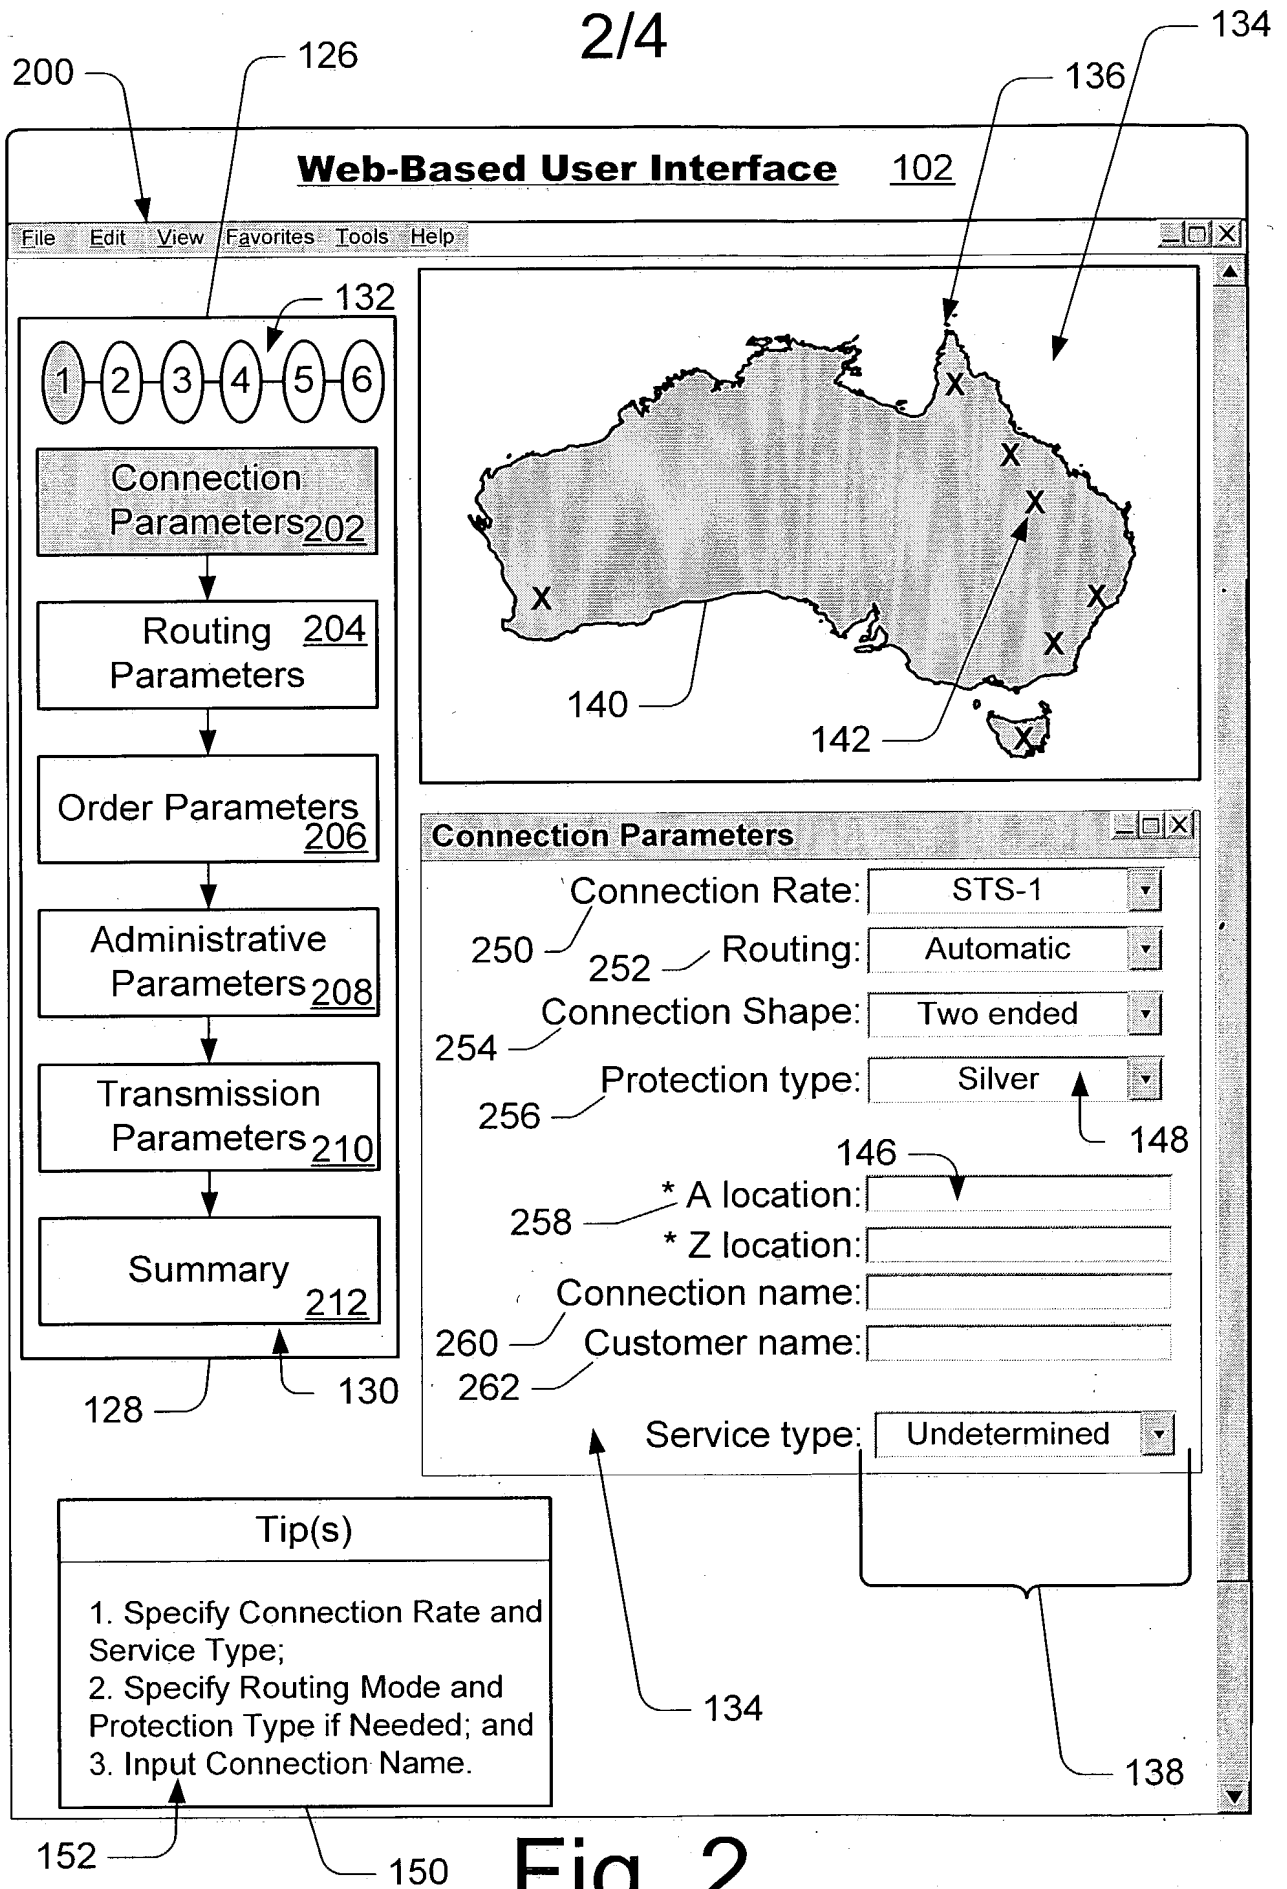 2/4
126
134
200
136
Web-Based User Interface 102
File Edit View Favorites Tools Help
132
1 2 3 4 5 6
Connection
Parameters 202
Routing 204
Parameters
Order Parameters
206
Administrative
Parameters 208
Transmission
Parameters 210
Summary
212
128
130
X
X
X
X
X
X
X
140
142
Connection Parameters
Connection Rate: STS-1
250
Routing: Automatic
252
Connection Shape: Two ended
254
Protection type: Silver
256
148
146
* A location:
258
* Z location:
Connection name:
260
Customer name:
262
Service type: Undetermined
134
138
Tip(s)
1. Specify Connection Rate and
Service Type;
2. Specify Routing Mode and
Protection Type if Needed; and
3. Input Connection Name.
152
150
Fig. 2